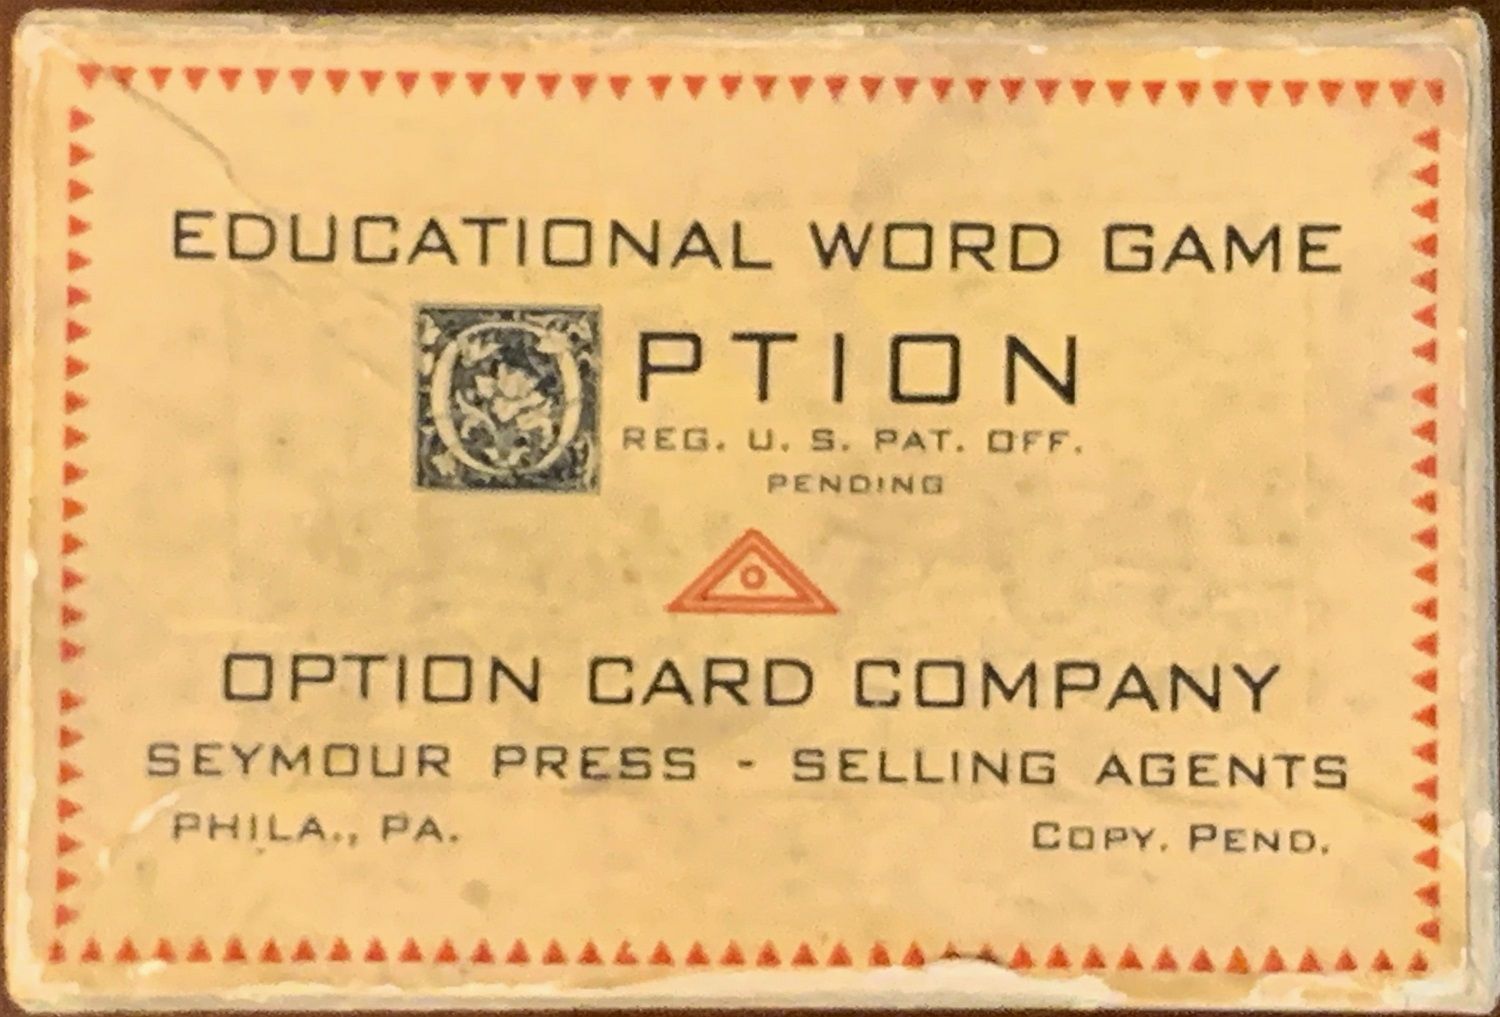 EDUCATIONAL WORD GAME
OPTION
REG. U. S. PAT. OFF.
PENDING
OPTION CARD COMPANY
SEYMOUR PRESS - SELLING AGENTS
PHILA., PA. COPY. PEND.